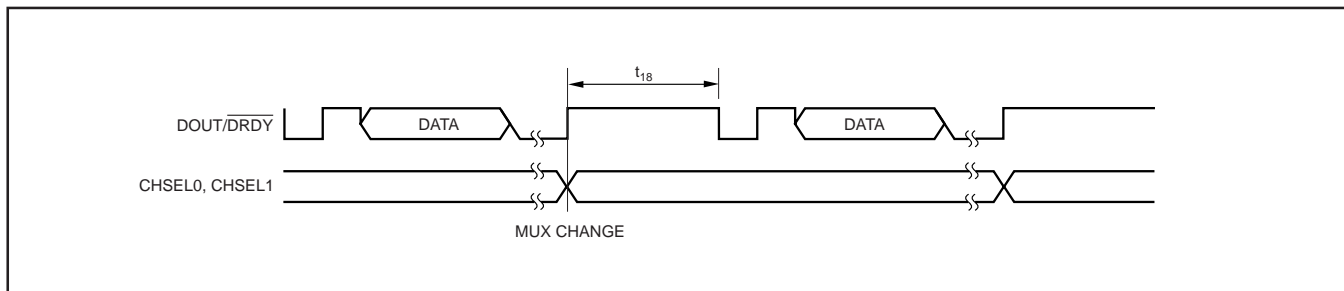 t18
DOUT/DRDY
DATA
DATA
CHSEL0, CHSEL1
MUX CHANGE